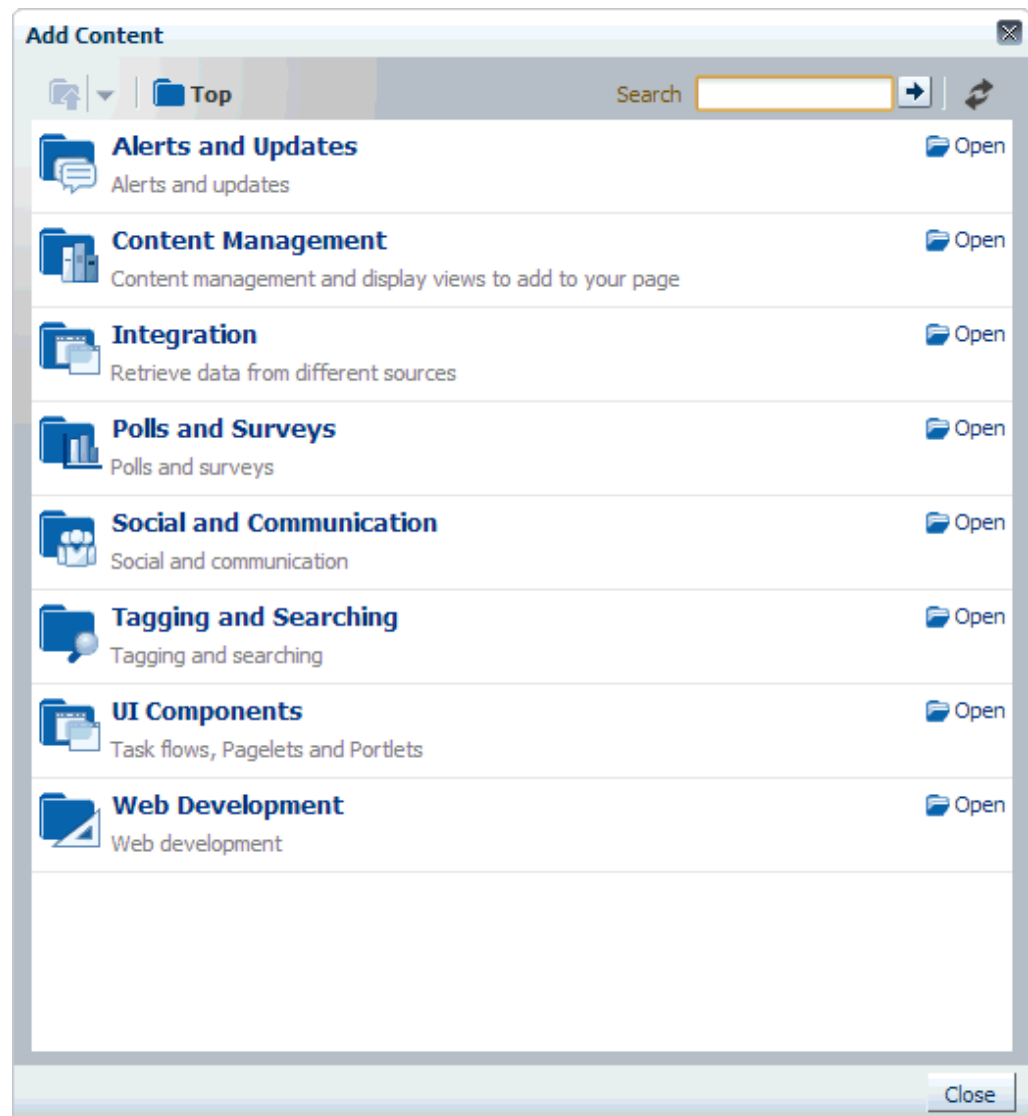 Add Content
Top Search
Alerts and Updates Open
Alerts and updates
Content Management Open
Content management and display views to add to your page
Integration Open
Retrieve data from different sources
Polls and Surveys Open
Polls and surveys
Social and Communication Open
Social and communication
Tagging and Searching Open
Tagging and searching
UI Components Open
Task flows, Pagelets and Portlets
Web Development Open
Web development
Close